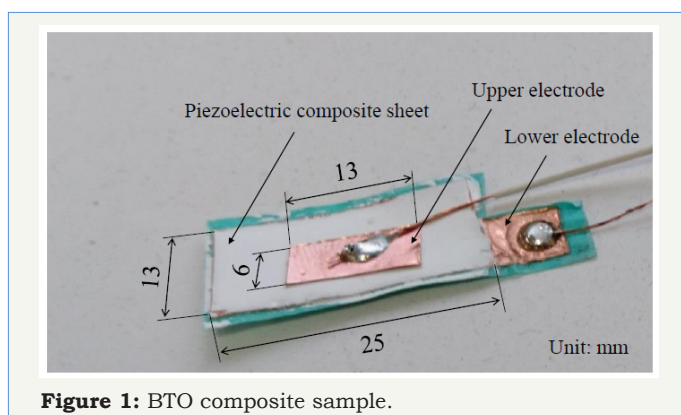 Upper electrode
Piezoelectric composite sheet
Lower electrode
13
13
6
25
Unit: mm
Figure 1: BTO composite sample.